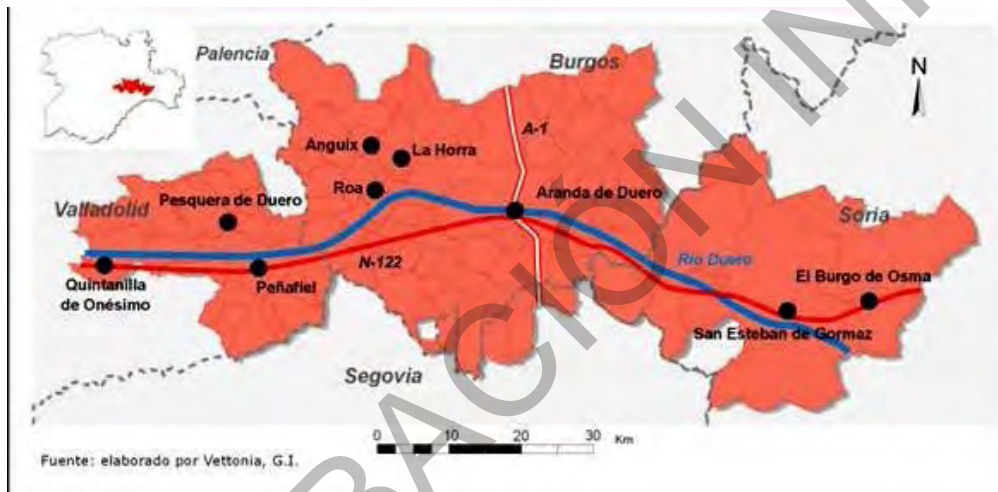 Palencia
Burgos
N
Anguix
La Horra
A-1
Roa
Pesquera de Duero
Aranda de Duero
Valladolid
Soria
Río Duero
N-122
El Burgo de Osma
Quintanilla
de Onésimo
Peñafiel
San Esteban de Gormaz
Segovia
0 10 20 30 Km
Fuente: elaborado por Vettonia, G.I.
BACIÓN IN